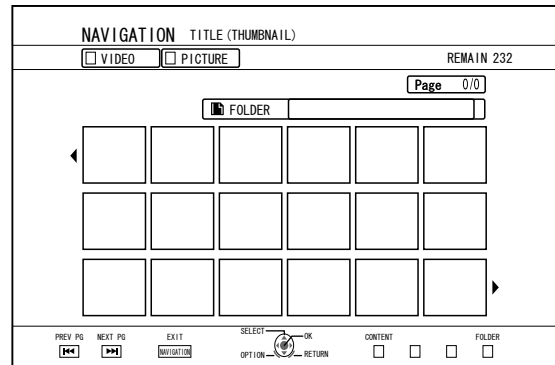 NAVIGATION TITLE (THUMBNAIL)
VIDEO PICTURE REMAIN 232
Page 0/0
FOLDER
PREV PG NEXT PG EXIT SELECT OK CONTENT FOLDER
NAVIGATION OPTION RETURN